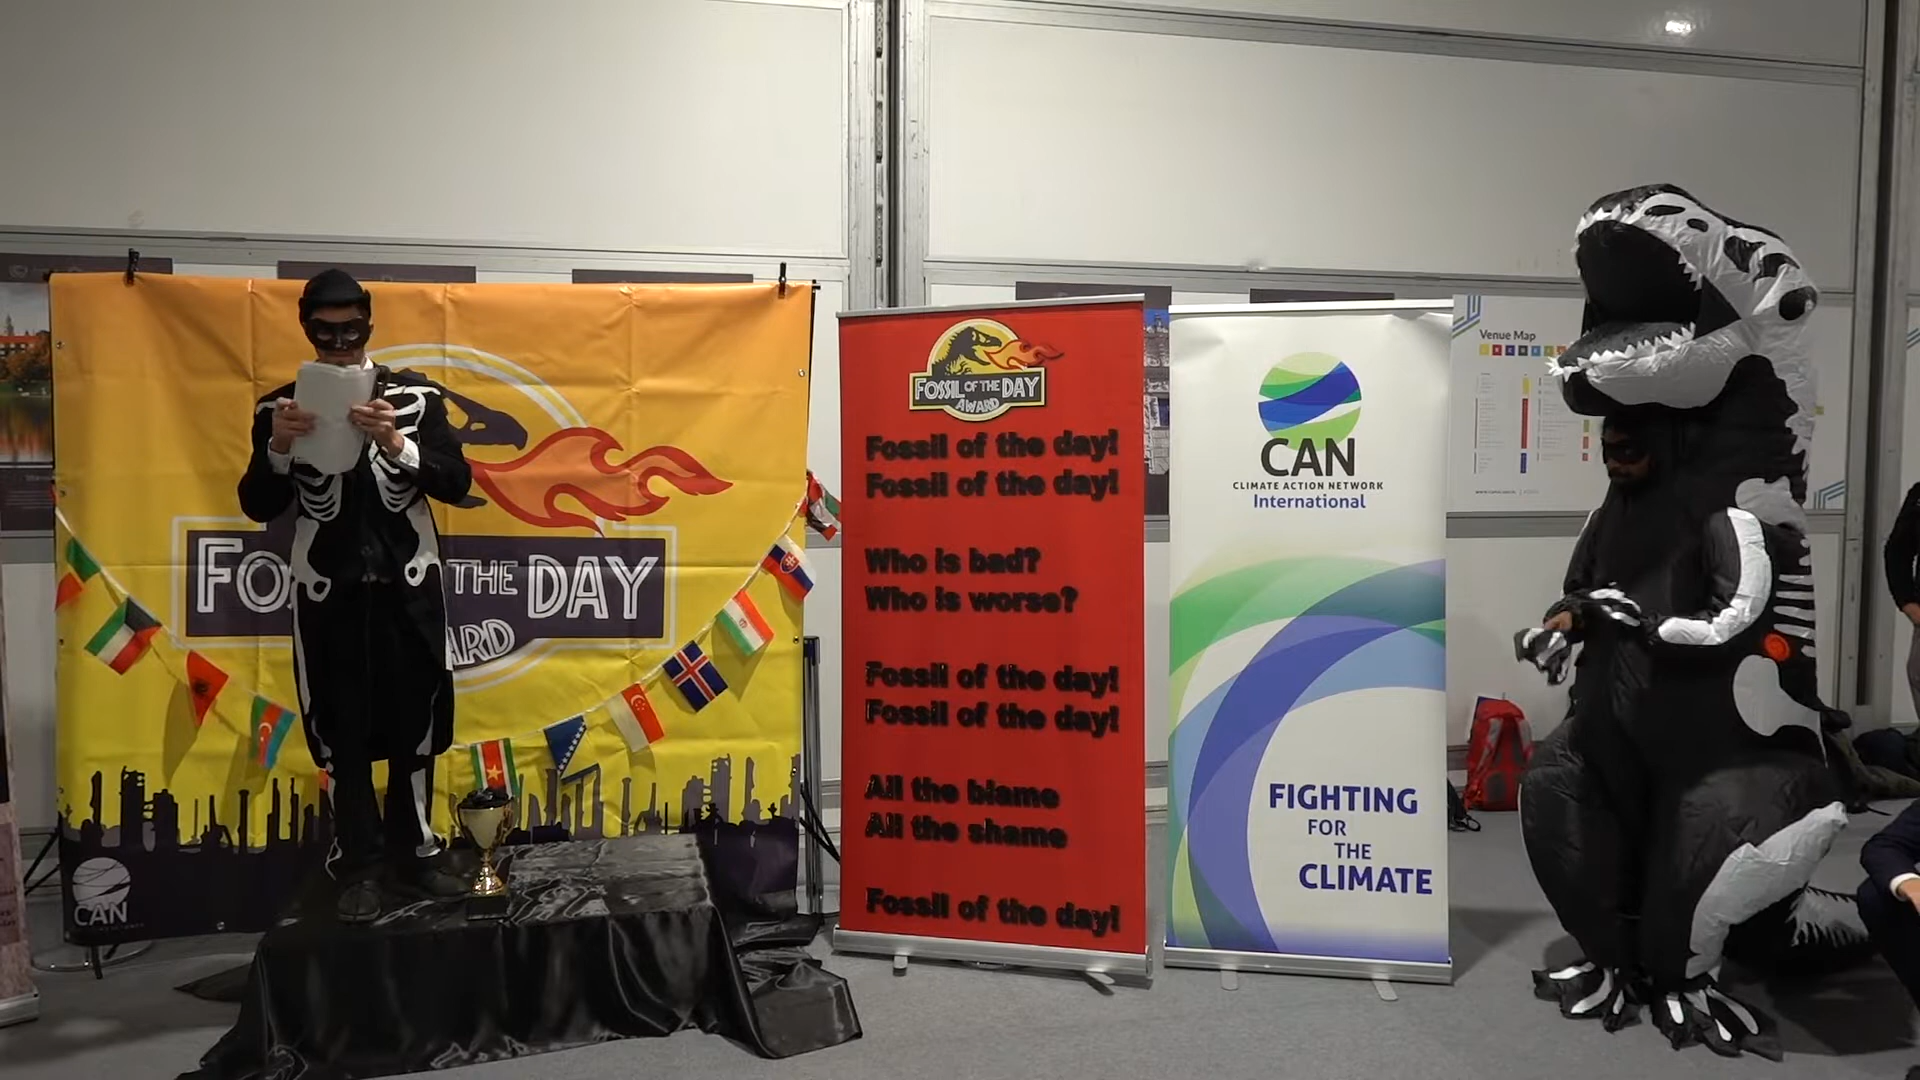 FO
THE DAY
ARD
CAN
FOSSIL OF THE DAY
AWARD
Fossil of the day!
Fossil of the day!
Who is bad?
Who is worse?
Fossil of the day!
Fossil of the day!
All the blame
All the shame
Fossil of the day!
CAN
CLIMATE ACTION NETWORK
International
FIGHTING
FOR
THE
CLIMATE
Venue Map